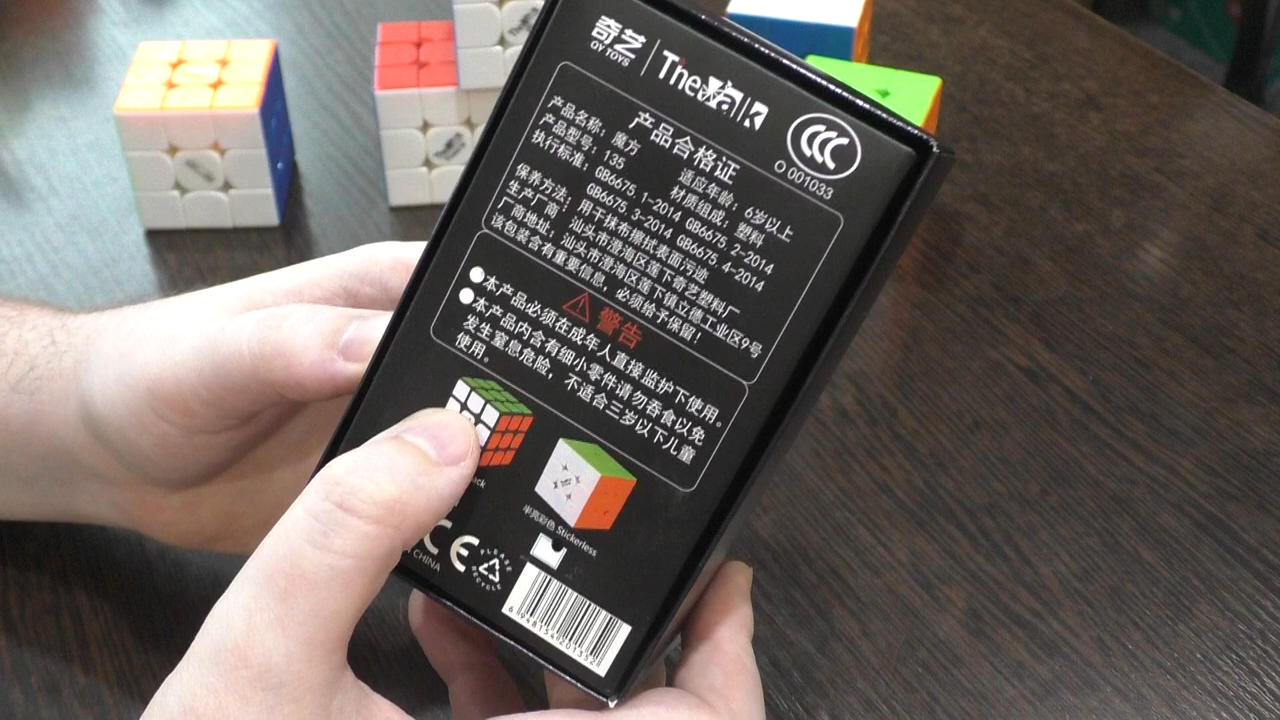 奇艺
QY TOYS
The Valk
001033
产品合格证
产品名称：魔方 适应年龄：6岁以上
产品型号：135 材质组成：塑料
执行标准：GB6675.1-2014 GB6675.2-2014
GB6675.3-2014 GB6675.4-2014
保养方法：用干抹布擦拭表面污迹
生产厂商：汕头市澄海区莲下奇艺塑料厂
厂商地址：汕头市澄海区莲下镇立德工业区9号
该包装含有重要信息，必须给予保留！
警告
本产品必须在成年人直接监护下使用。
本产品内含有细小零件请勿吞食以免
发生窒息危险，不适合三岁以下儿童
使用。
半亮彩色 Stickerless
CE
PLEASE
RECYCLE
CHINA
6 948154 201352